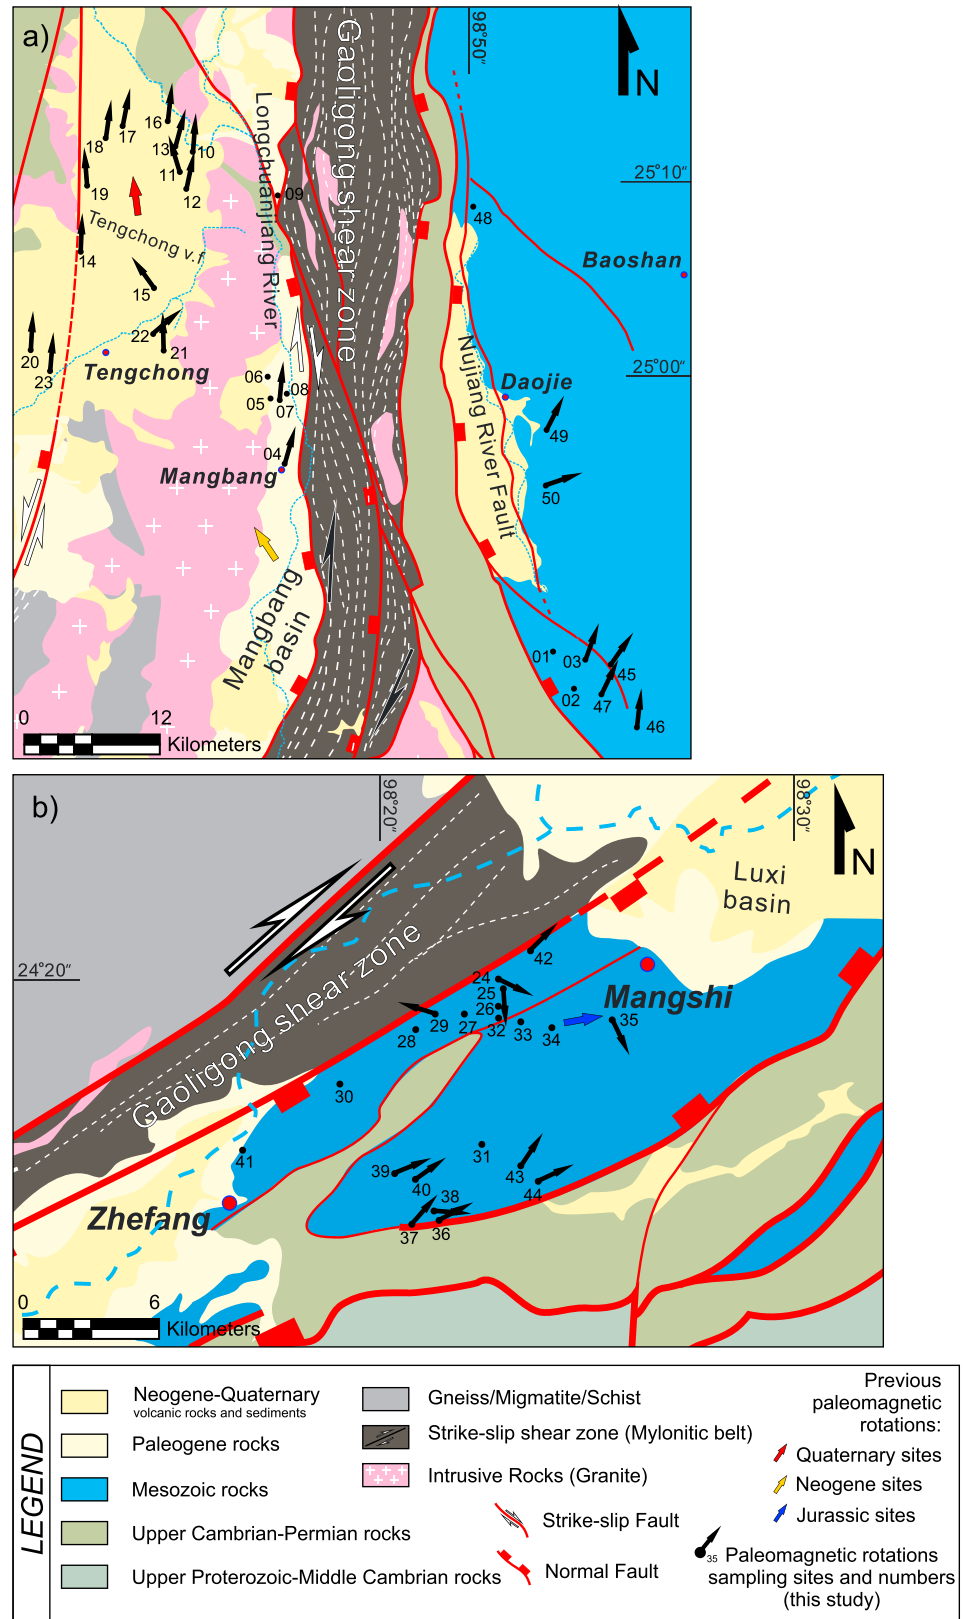 a)
98°50"
N
Gaoligong shear zone
Longchuanjiang River
16
17
18
13
10
11
12
19
09
25°10"
48
Tengchong v.f
14
Baoshan
15
22
21
20
23
Tengchong
25°00"
06
08
05
07
Daojie
Nujiang River Fault
49
04
Mangbang
50
Mangbang
basin
01
03
45
02
47
46
0
12
Kilometers
b)
98°20"
98°30"
N
Luxi
basin
Gaoligong shear zone
24°20"
42
24
25
26
Mangshi
29
27
32
33
34
35
28
30
31
41
39
40
43
44
38
37
36
Zhefang
0
6
Kilometers
LEGEND
Neogene-Quaternary
volcanic rocks and sediments
Paleogene rocks
Mesozoic rocks
Upper Cambrian-Permian rocks
Upper Proterozoic-Middle Cambrian rocks
Gneiss/Migmatite/Schist
Strike-slip shear zone (Mylonitic belt)
Intrusive Rocks (Granite)
Strike-slip Fault
Normal Fault
Previous
paleomagnetic
rotations:
Quaternary sites
Neogene sites
Jurassic sites
35
Paleomagnetic rotations
sampling sites and numbers
(this study)